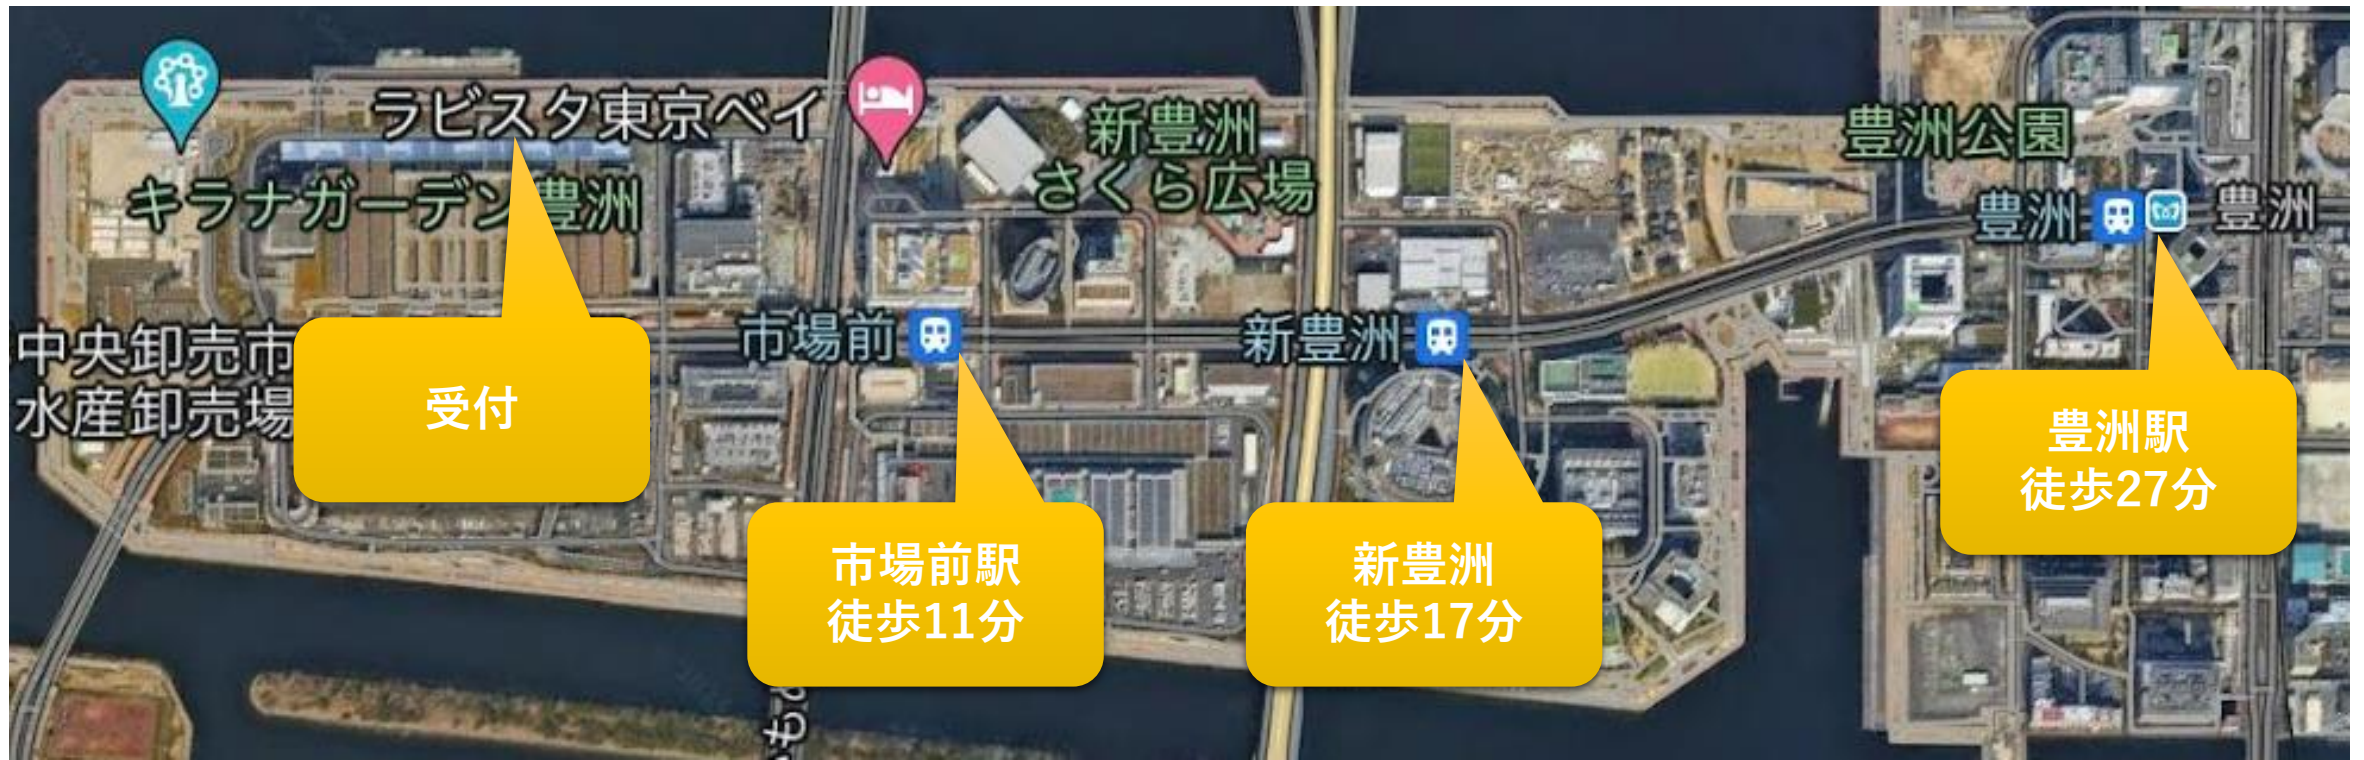 ラビスタ東京ベイ
新豊洲
さくら広場
豊洲公園
キラナガーデン豊洲
豊洲
豊洲
中央卸売市
水産卸売場
市場前
新豊洲
受付
市場前駅
徒歩11分
新豊洲
徒歩17分
豊洲駅
徒歩27分